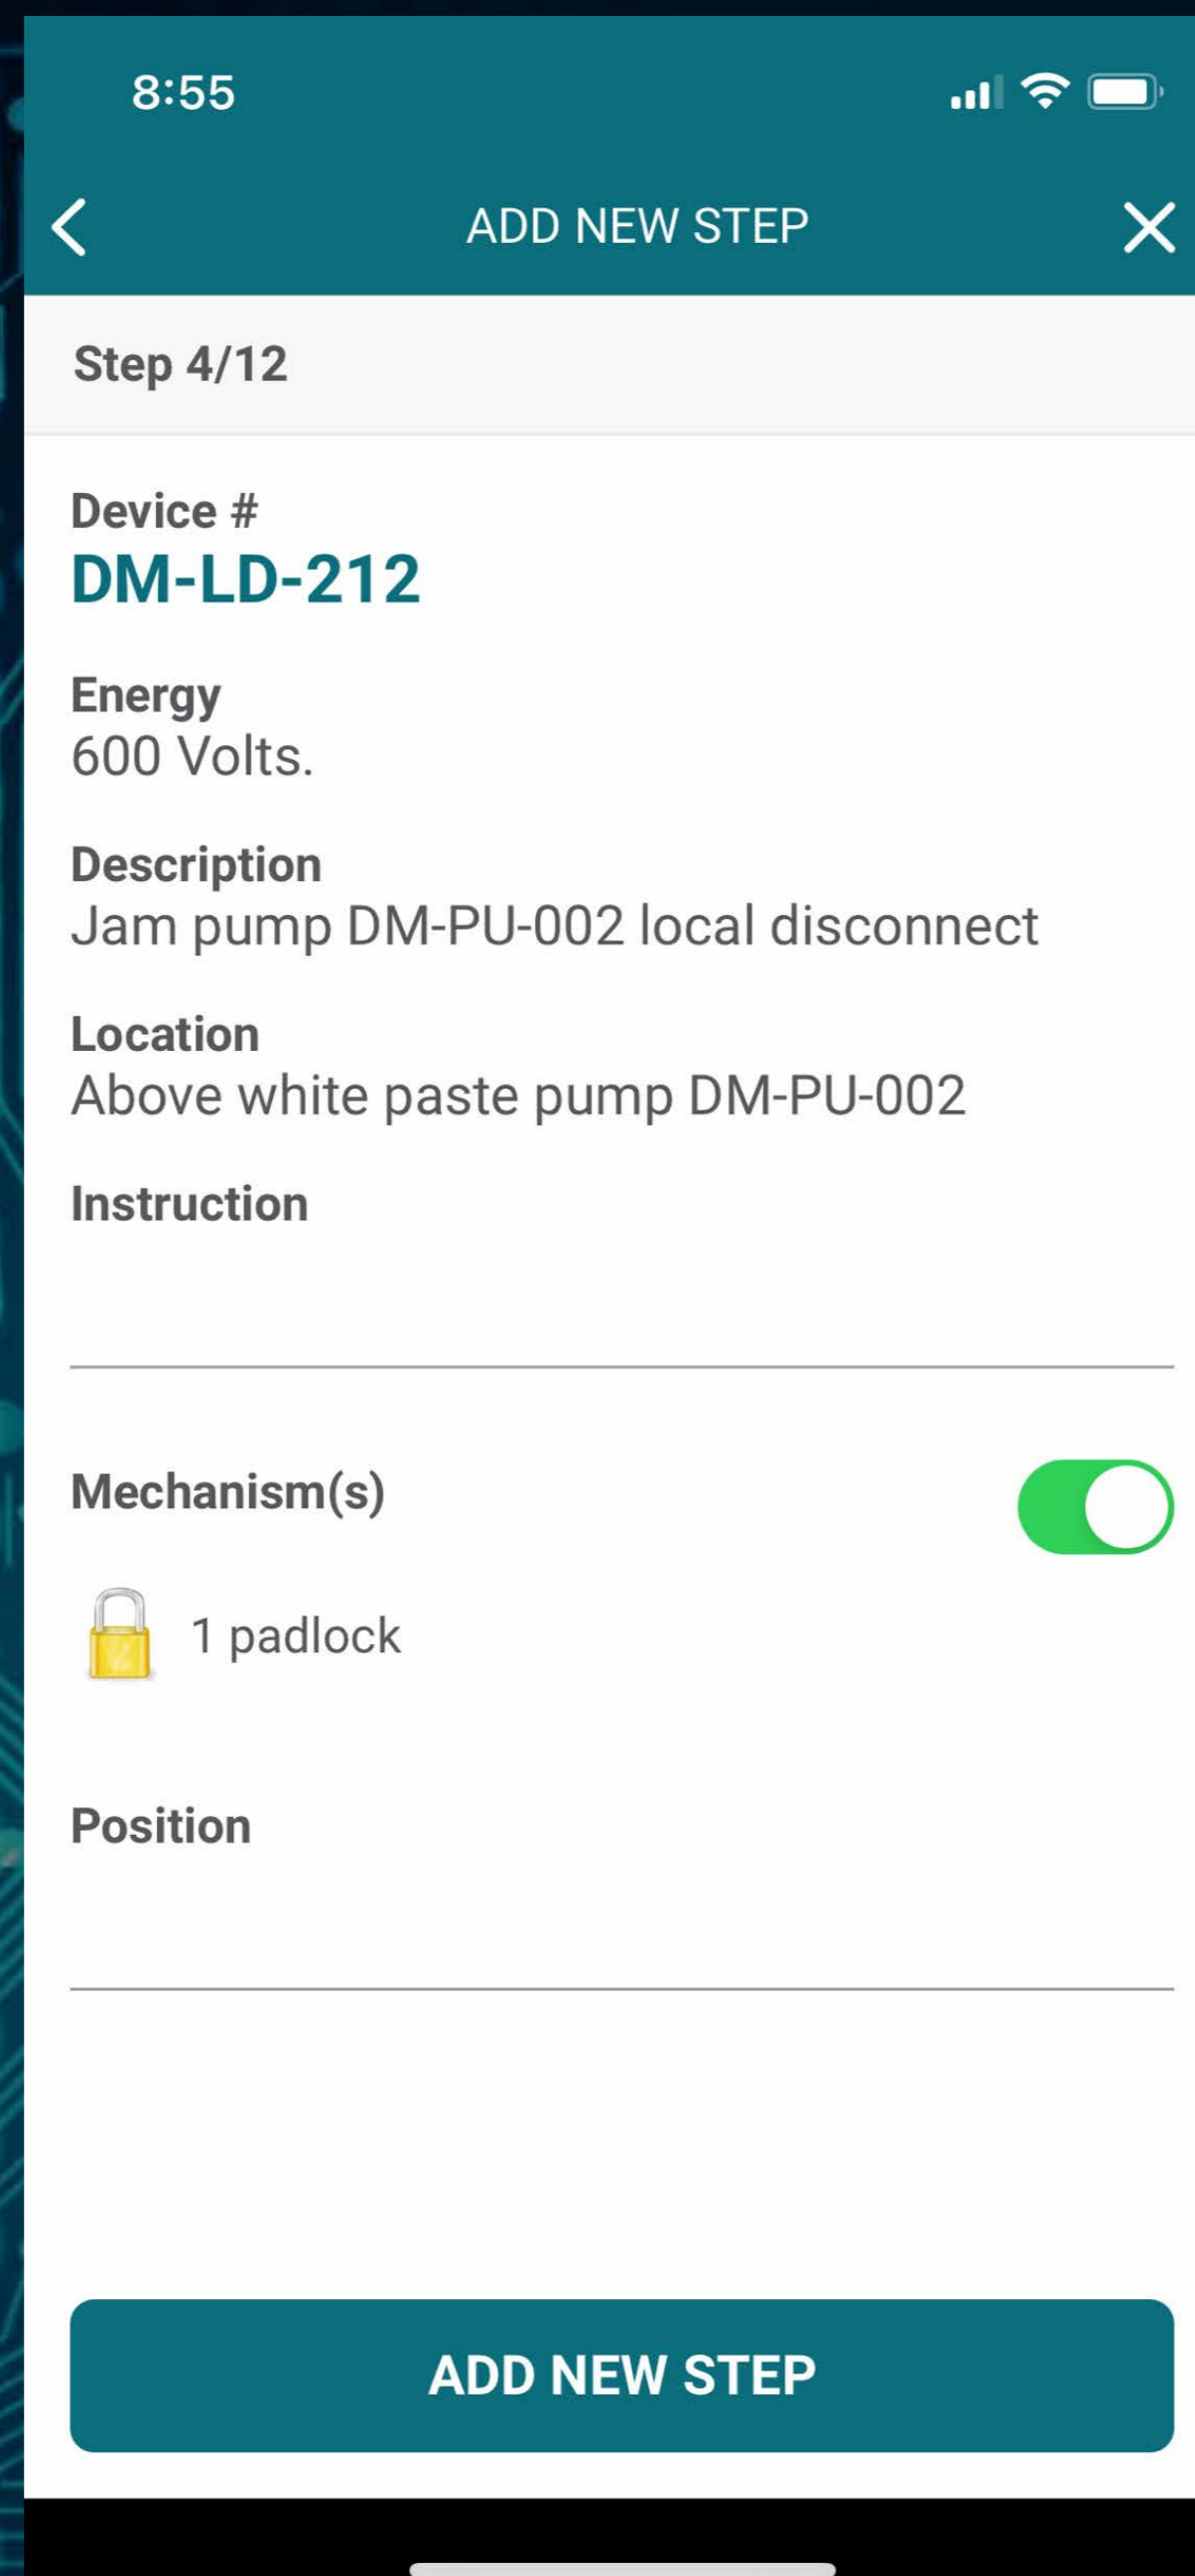 8:55
ADD NEW STEP
Step 4/12
Device #
DM-LD-212
Energy
600 Volts.
Description
Jam pump DM-PU-002 local disconnect
Location
Above white paste pump DM-PU-002
Instruction
Mechanism(s)
1 padlock
Position
ADD NEW STEP